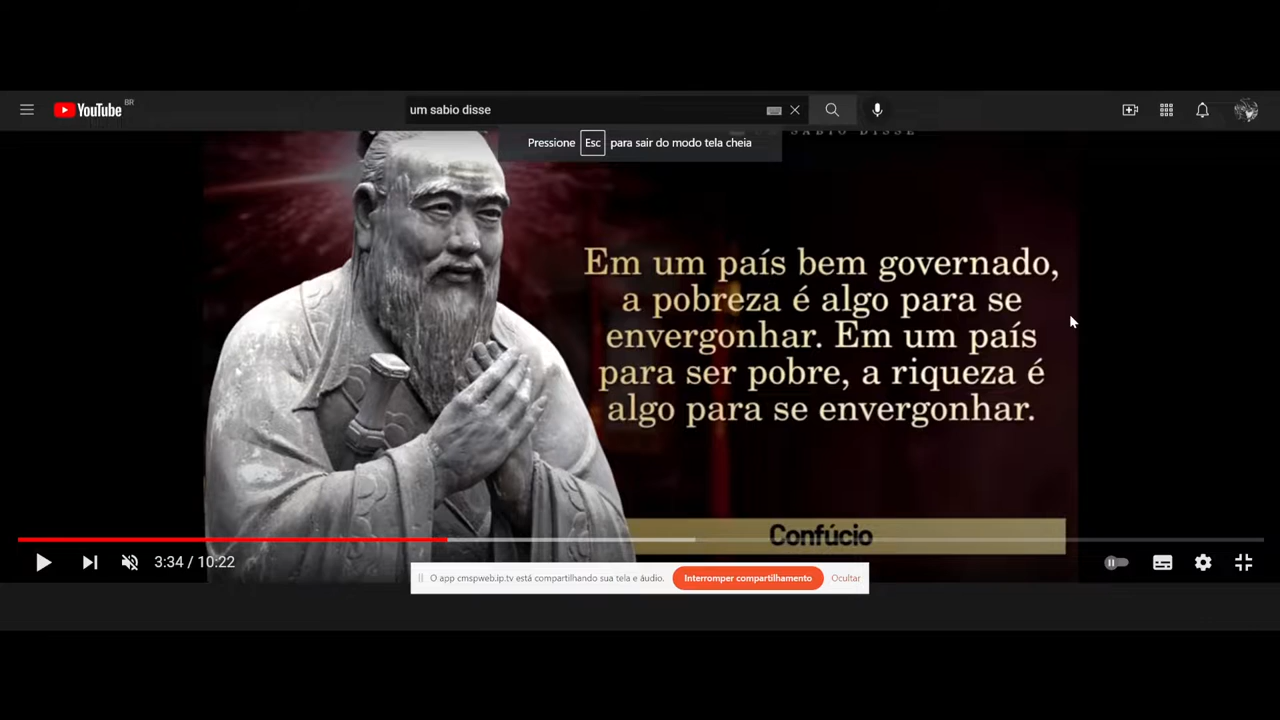 YouTube BR
um sabio disse
SABIO DISSE
Pressione Esc para sair do modo tela cheia
Em um país bem governado,
a pobreza é algo para se
envergonhar. Em um país
para ser pobre, a riqueza é
algo para se envergonhar.
Confúcio
3:34 / 10:22
O app cmspweb.ip.tv está compartilhando sua tela e áudio.
Interromper compartilhamento
Ocultar